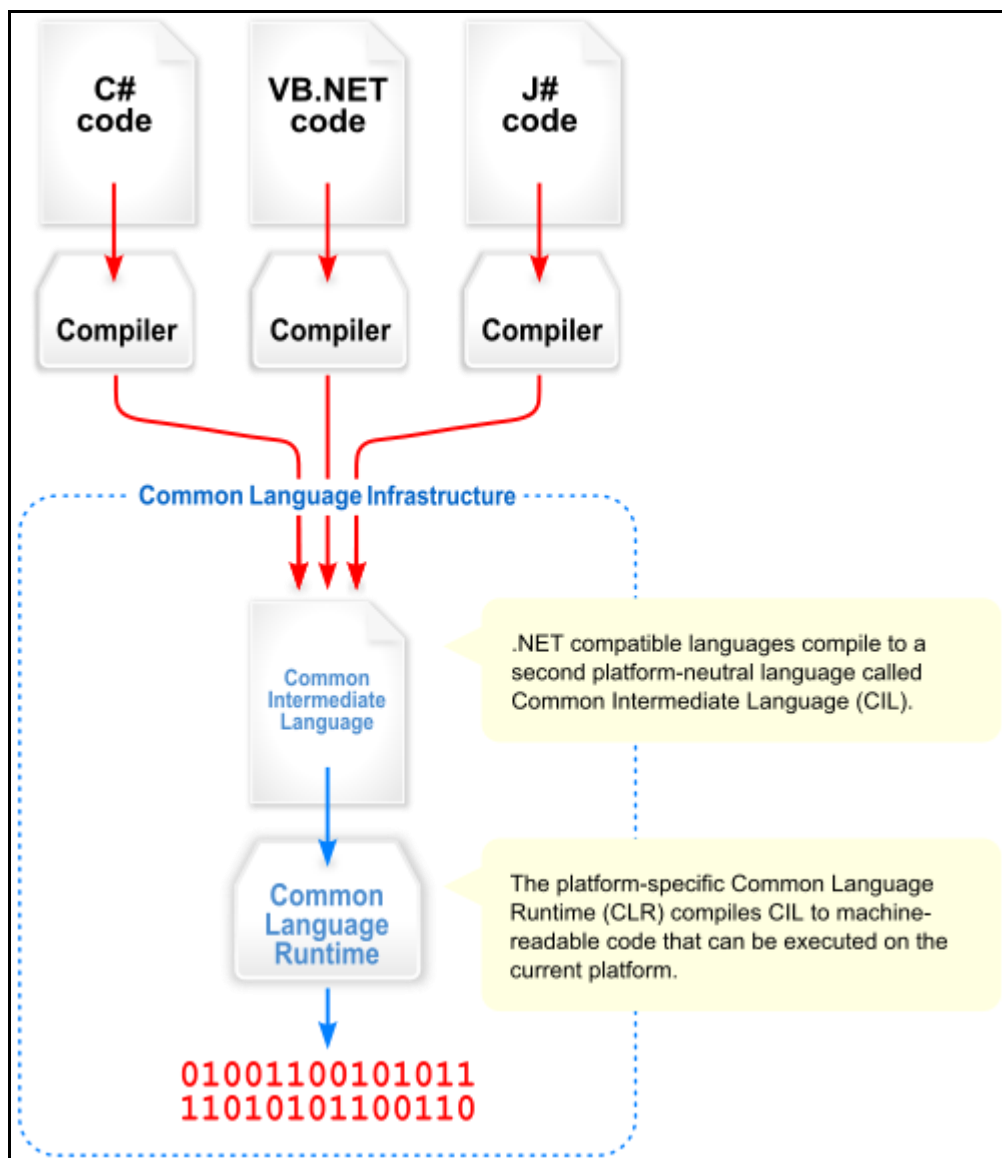 C#
code
VB.NET
code
J#
code
Compiler
Compiler
Compiler
Common Language Infrastructure
Common
Intermediate
Language
.NET compatible languages compile to a
second platform-neutral language called
Common Intermediate Language (CIL).
Common
Language
Runtime
The platform-specific Common Language
Runtime (CLR) compiles CIL to machine-
readable code that can be executed on the
current platform.
01001100101011
11010101100110